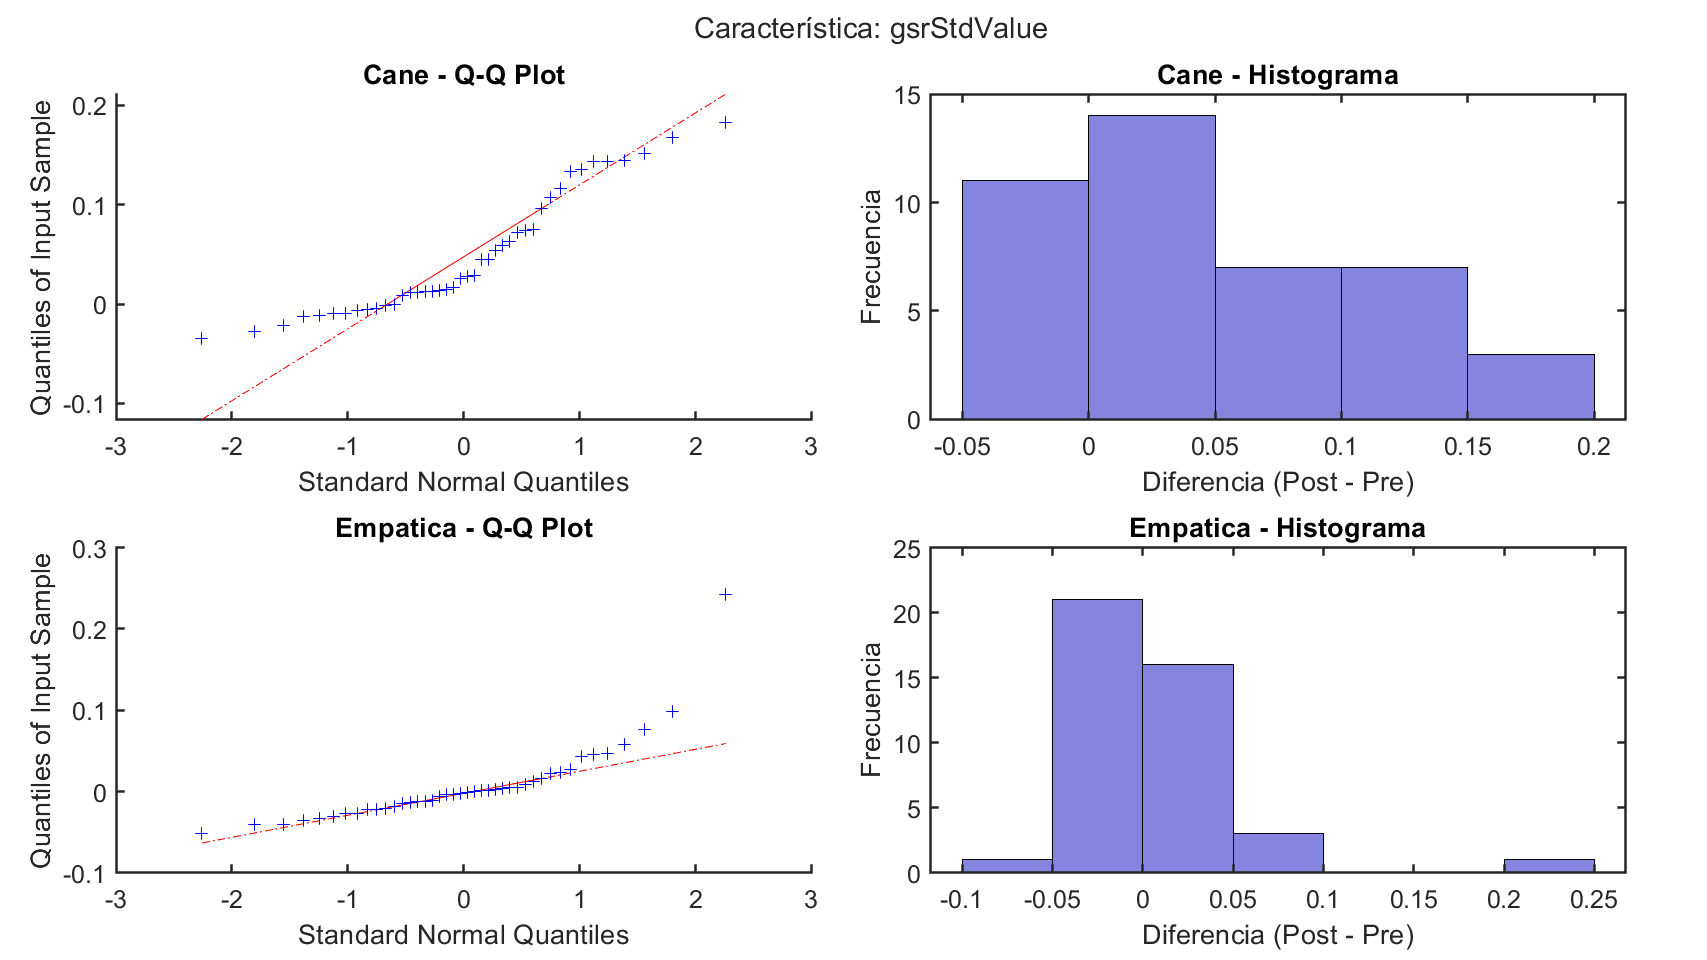 Característica: gsrStdValue
Cane - Q-Q Plot
Quantiles of Input Sample
0.2
0.1
0
-0.1
-3 -2 -1 0 1 2 3
Standard Normal Quantiles
Cane - Histograma
Frecuencia
15
10
5
0
-0.05 0 0.05 0.1 0.15 0.2
Diferencia (Post - Pre)
Empatica - Q-Q Plot
Quantiles of Input Sample
0.3
0.2
0.1
0
-0.1
-3 -2 -1 0 1 2 3
Standard Normal Quantiles
Empatica - Histograma
Frecuencia
25
20
15
10
5
0
-0.1 -0.05 0 0.05 0.1 0.15 0.2 0.25
Diferencia (Post - Pre)